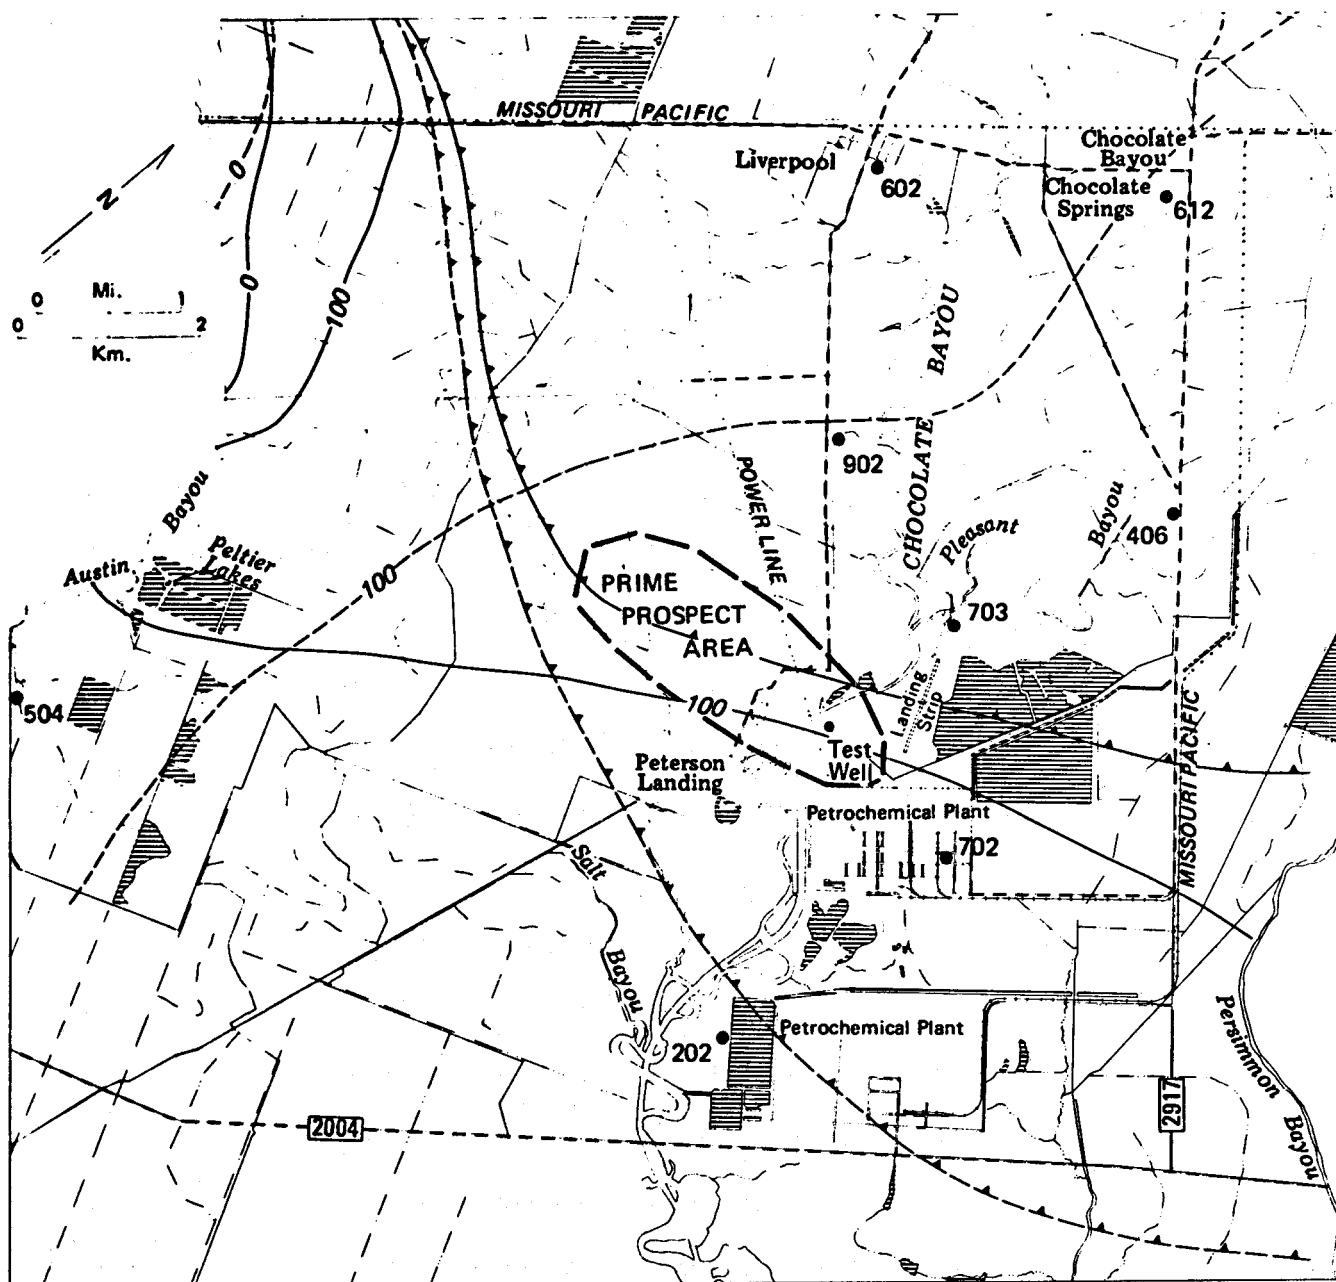 MISSOURI PACIFIC
Liverpool
602
Chocolate
Bayou
Chocolate
Springs
612
N
0
0
0 Mi. 1
0 2
Km.
100
BAYOU
CHOCOLATE
902
POWER LINE
Pleasant
Bayou
406
Bayou
Austin
Peltier
Lakes
100
PRIME
PROSPECT
AREA
703
504
100
Landing
Strip
Test
Well
Peterson
Landing
MISSOURI PACIFIC
Petrochemical Plant
702
Salt
Bayou
202
Petrochemical Plant
Persimmon
Bayou
2004
2917